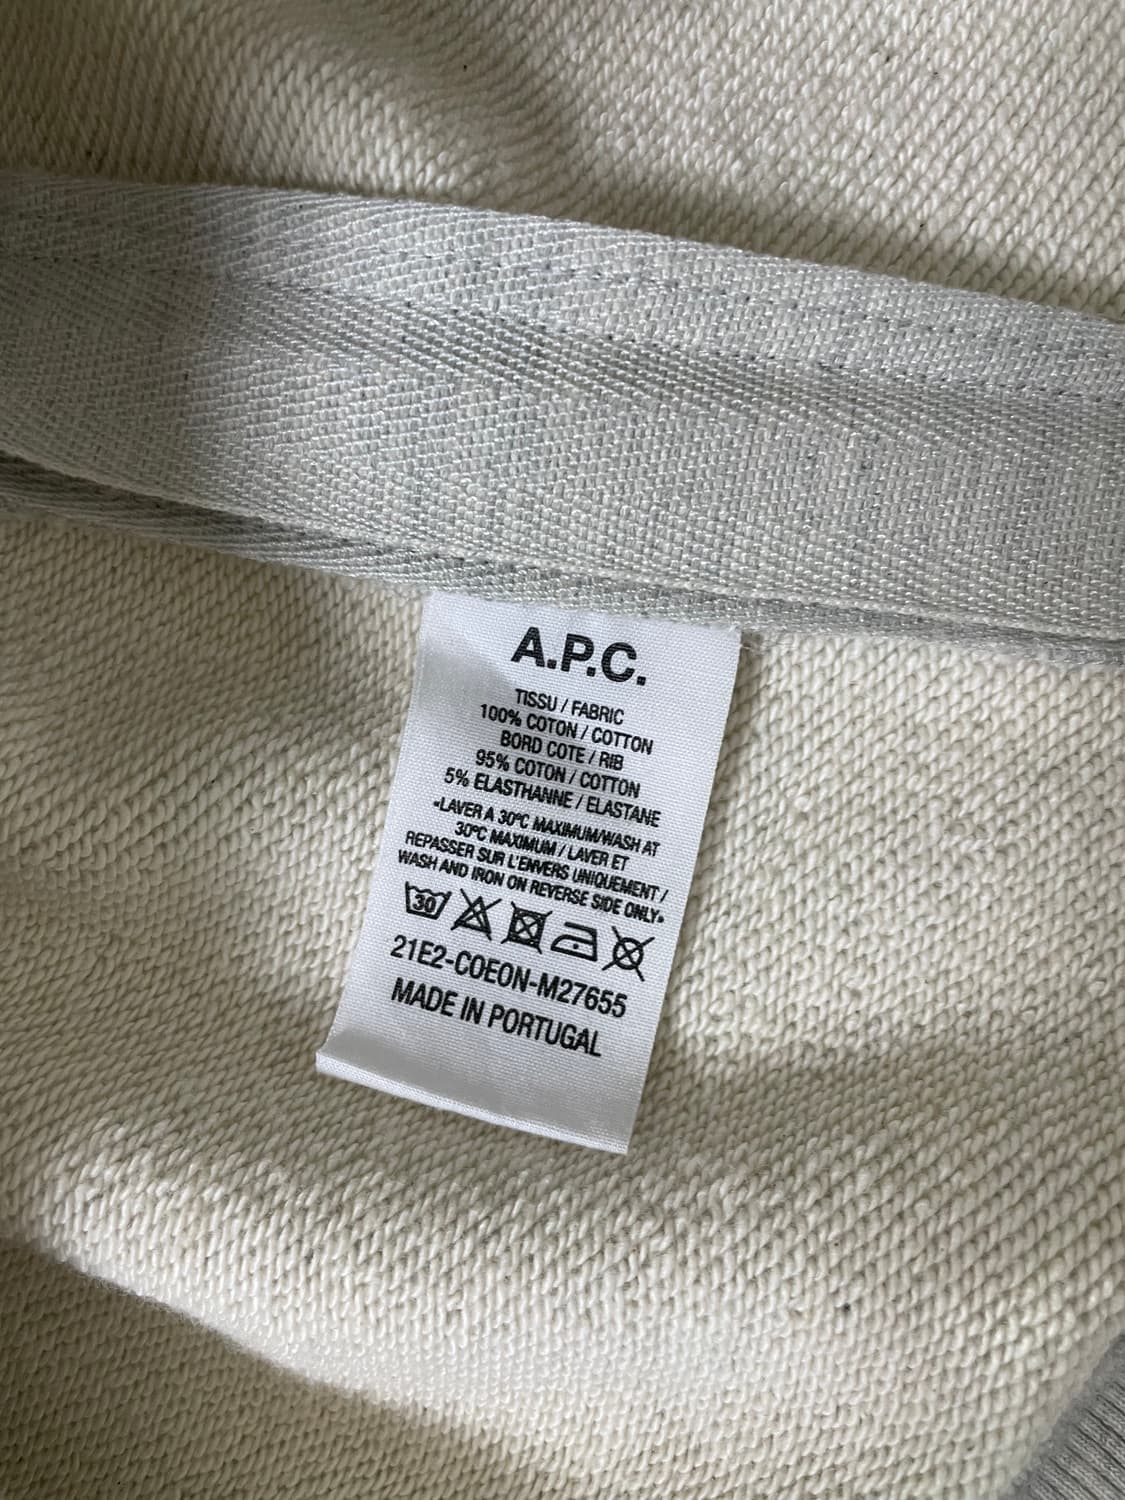 A.P.C.
TISSU / FABRIC
100% COTON / COTTON
BORD COTE / RIB
95% COTON / COTTON
5% ELASTHANNE / ELASTANE
•LAVER A 30°C MAXIMUM/WASH AT
30°C MAXIMUM / LAVER ET
REPASSER SUR L'ENVERS UNIQUEMENT /
WASH AND IRON ON REVERSE SIDE ONLY•
30
21E2-COEON-M27655
MADE IN PORTUGAL